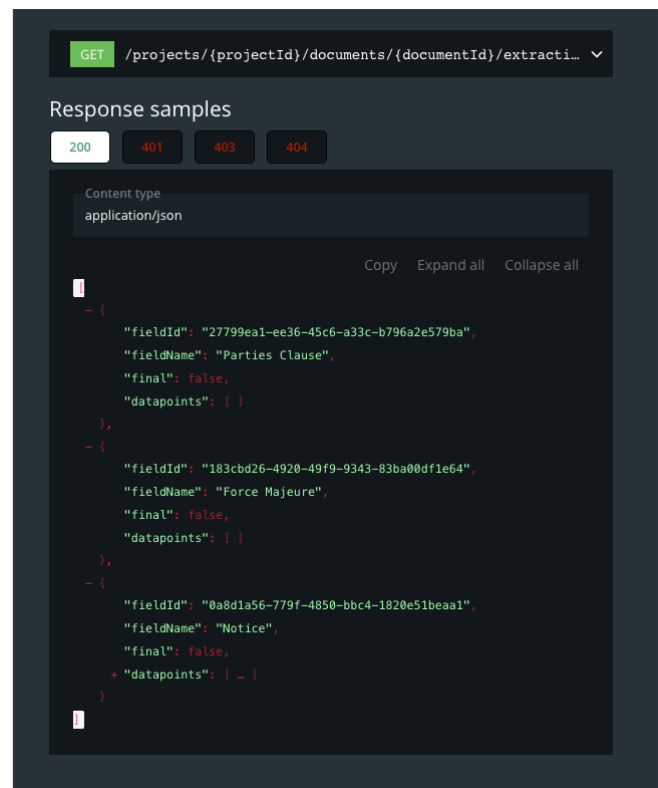 GET /projects/{projectId}/documents/{documentId}/extracti…
Response samples
200 401 403 404
Content type
application/json
Copy Expand all Collapse all
[
– {
"fieldId": "27799ea1-ee36-45c6-a33c-b796a2e579ba",
"fieldName": "Parties Clause",
"final": false,
"datapoints": [ ]
},
– {
"fieldId": "183cbd26-4920-49f9-9343-83ba00df1e64",
"fieldName": "Force Majeure",
"final": false,
"datapoints": [ ]
},
– {
"fieldId": "0a8d1a56-779f-4850-bbc4-1820e51beaa1",
"fieldName": "Notice",
"final": false,
+ "datapoints": [ … ]
}
]